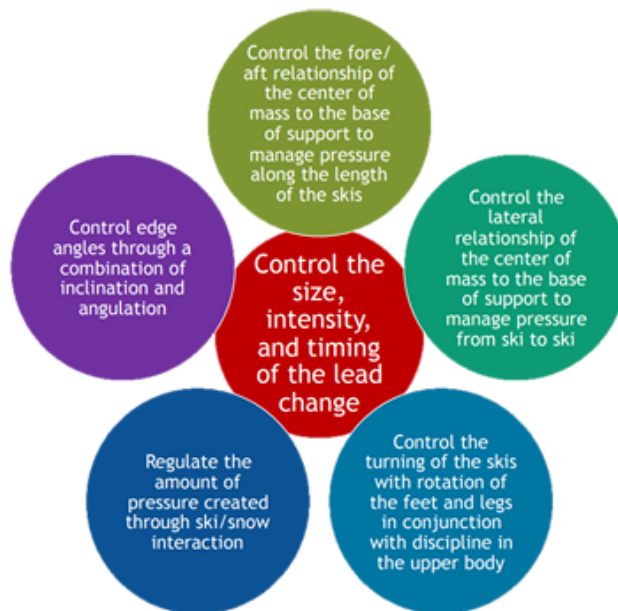 Control the fore/
aft relationship of
the center of
mass to the base
of support to
manage pressure
along the length
of the skis
Control edge
angles through a
combination of
inclination and
angulation
Control the
lateral
relationship of
the center of
mass to the base
of support to
manage pressure
from ski to ski
Control the
size,
intensity,
and timing
of the lead
change
Regulate the
amount of
pressure created
through ski/snow
interaction
Control the
turning of the skis
with rotation of
the feet and legs
in conjunction
with discipline in
the upper body